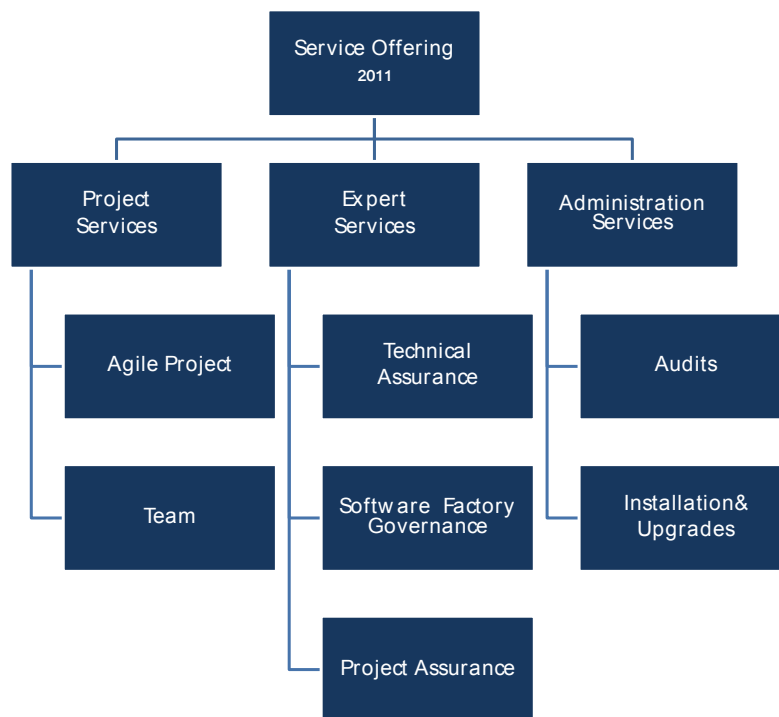 Service Offering
2011
Project
Services
Expert
Services
Administration
Services
Agile Project
Technical
Assurance
Audits
Team
Software Factory
Governance
Installation&
Upgrades
Project Assurance